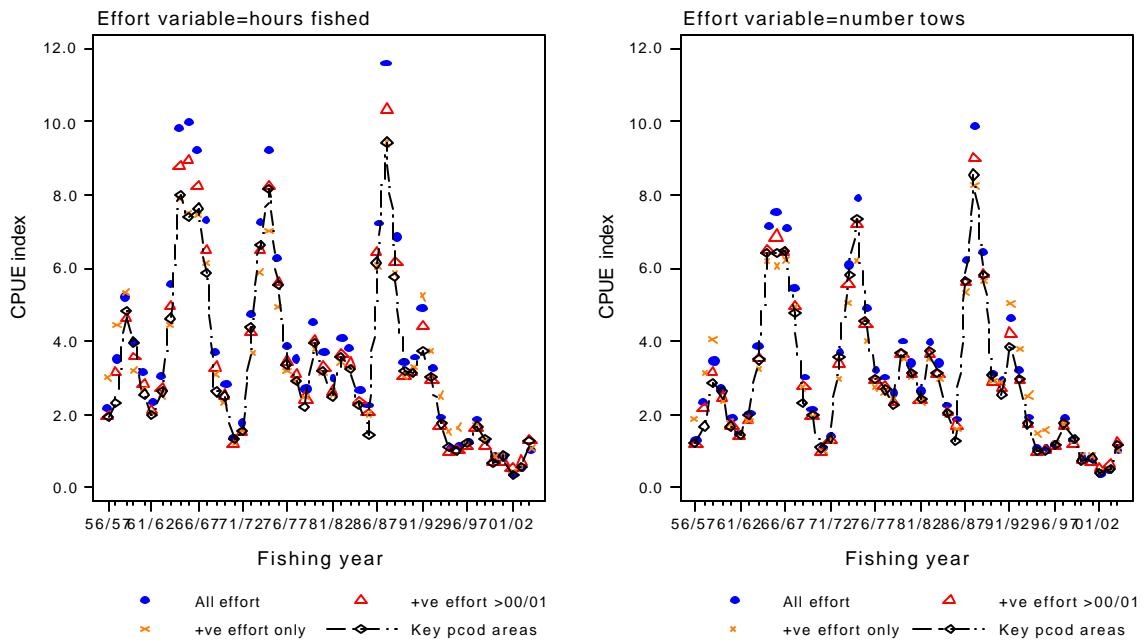 Effort variable=hours fished
Effort variable=number tows
12.0
10.0
8.0
6.0
4.0
2.0
0.0
CPUE index
56/57 61/62 66/67 71/72 76/77 81/82 86/87 91/92 96/97 01/02
Fishing year
12.0
10.0
8.0
6.0
4.0
2.0
0.0
CPUE index
56/57 61/62 66/67 71/72 76/77 81/82 86/87 91/92 96/97 01/02
Fishing year
All effort
+ve effort >00/01
+ve effort only
Key pcod areas
All effort
+ve effort >00/01
+ve effort only
Key pcod areas